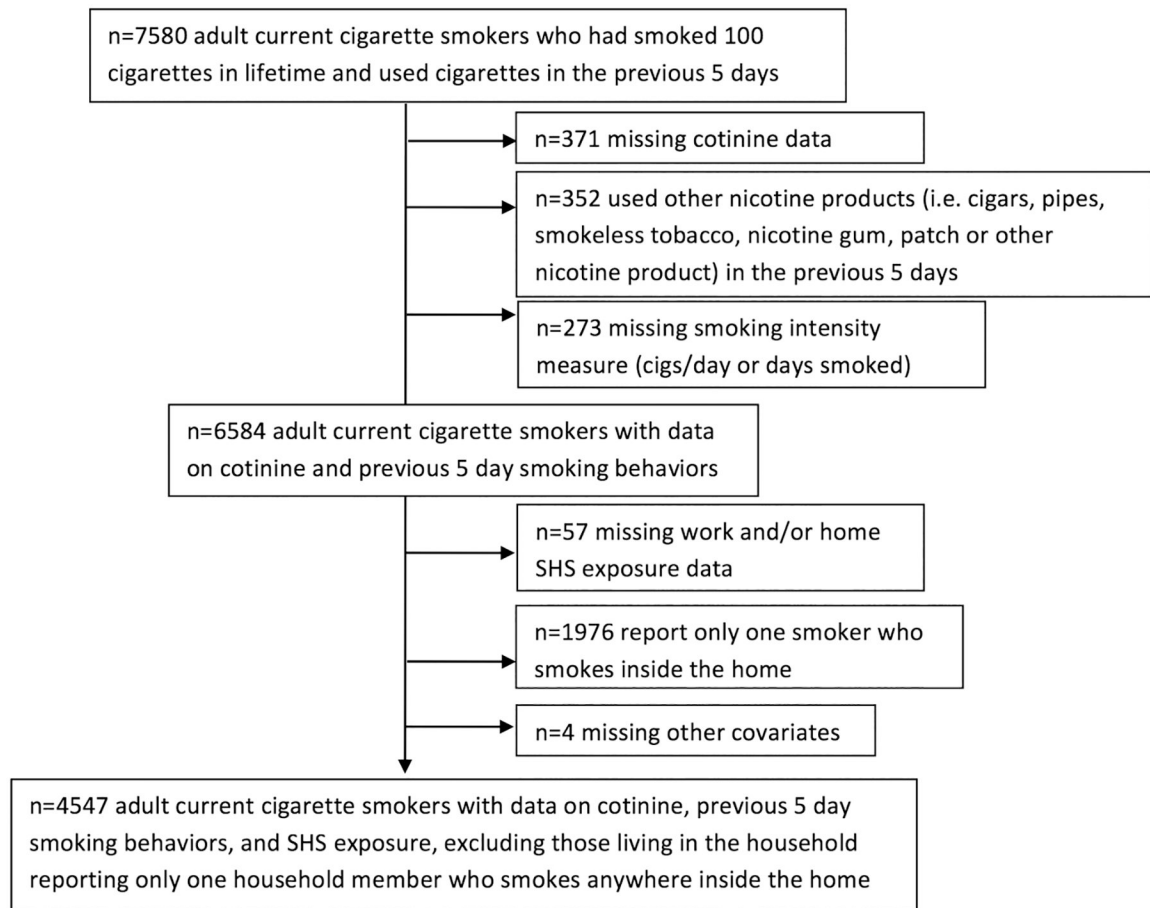 n=7580 adult current cigarette smokers who had smoked 100
cigarettes in lifetime and used cigarettes in the previous 5 days
n=371 missing cotinine data
n=352 used other nicotine products (i.e. cigars, pipes,
smokeless tobacco, nicotine gum, patch or other
nicotine product) in the previous 5 days
n=273 missing smoking intensity
measure (cigs/day or days smoked)
n=6584 adult current cigarette smokers with data
on cotinine and previous 5 day smoking behaviors
n=57 missing work and/or home
SHS exposure data
n=1976 report only one smoker who
smokes inside the home
n=4 missing other covariates
n=4547 adult current cigarette smokers with data on cotinine, previous 5 day
smoking behaviors, and SHS exposure, excluding those living in the household
reporting only one household member who smokes anywhere inside the home